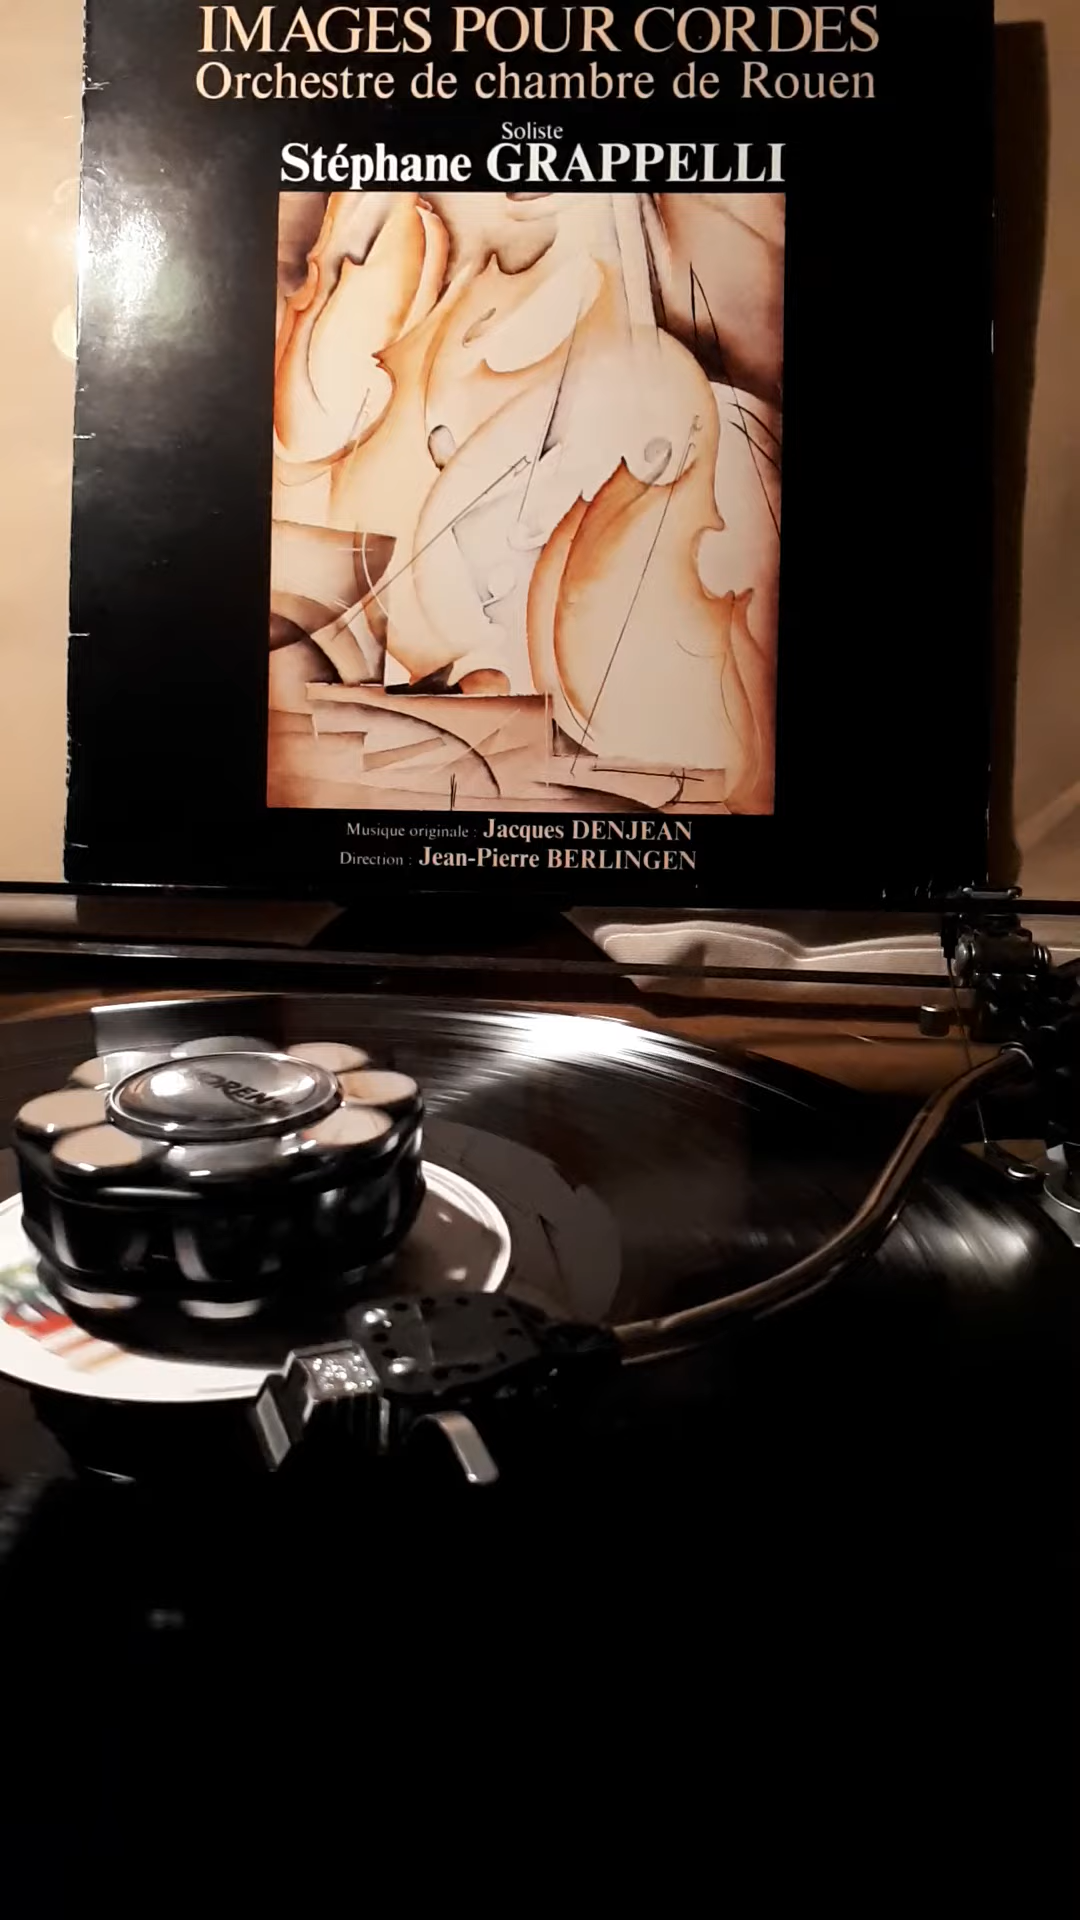 IMAGES POUR CORDES
Orchestre de chambre de Rouen
Soliste
Stéphane GRAPPELLI
Musique originale : Jacques DENJEAN
Direction : Jean-Pierre BERLINGEN